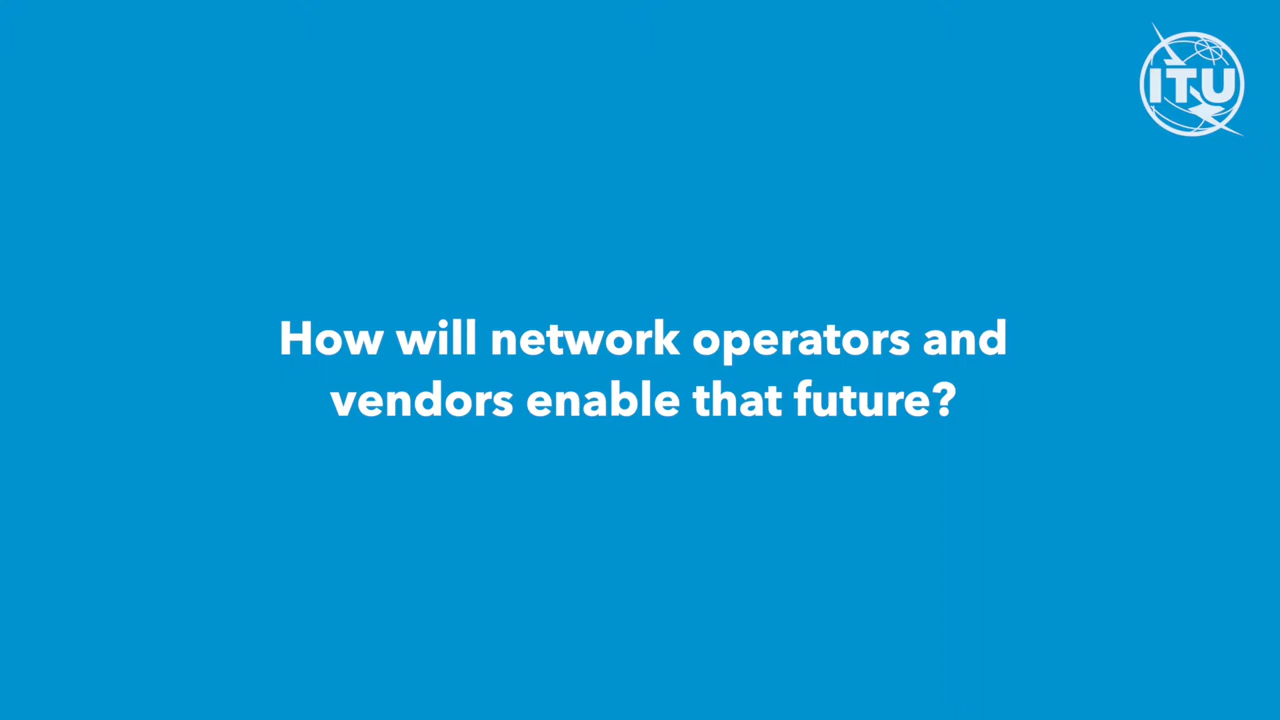 ITU
How will network operators and
vendors enable that future?